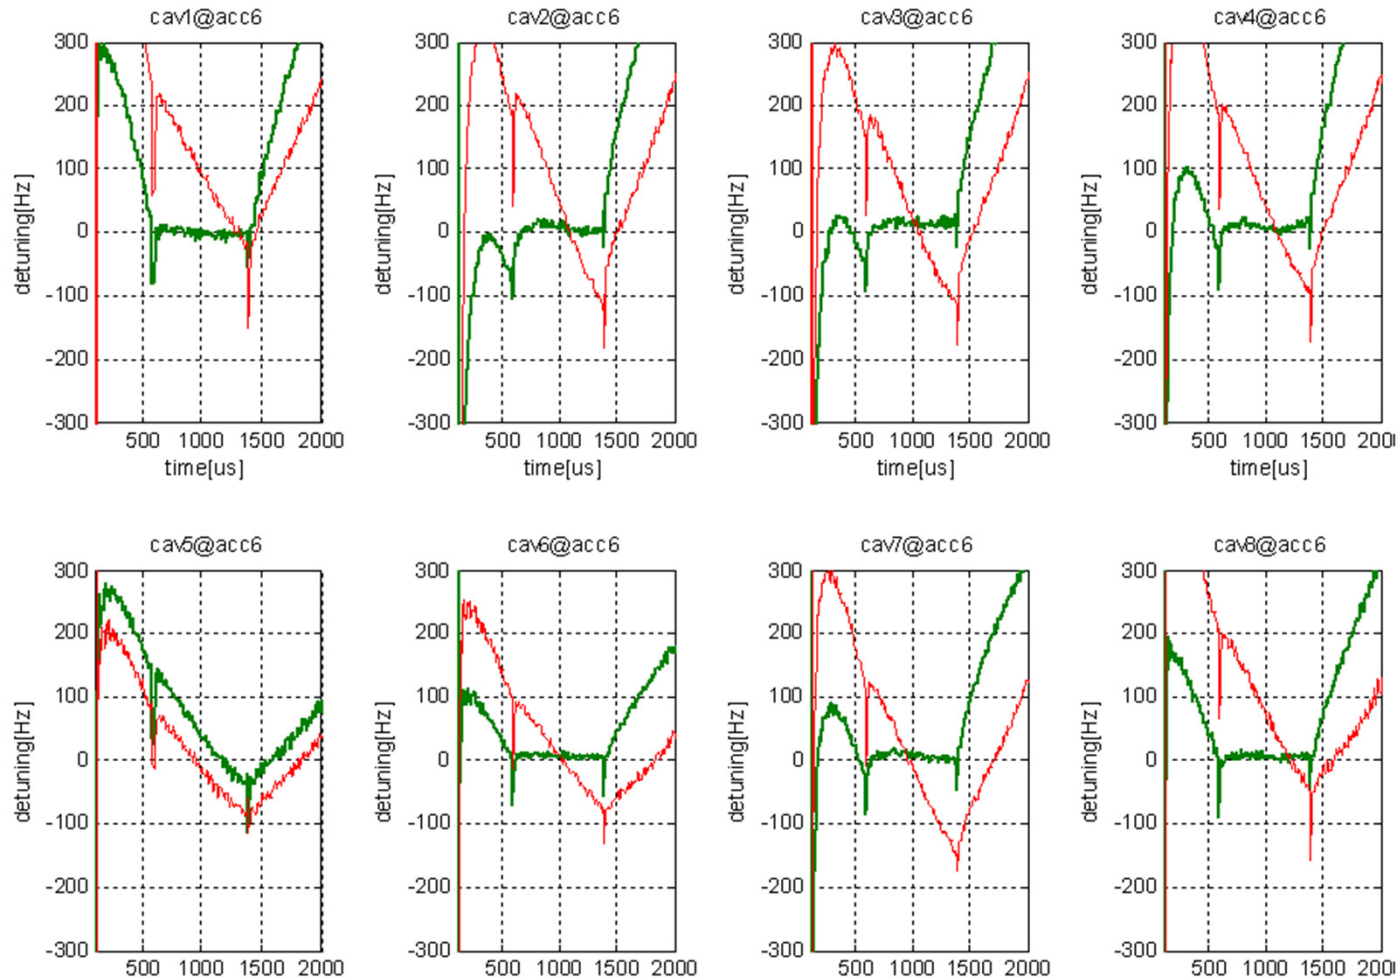 cav1@acc6 cav2@acc6 cav3@acc6 cav4@acc6
300 300 300 300
200 200 200 200
100 100 100 100
0 0 0 0
-100 -100 -100 -100
-200 -200 -200 -200
-300 -300 -300 -300
detuning[Hz] detuning[Hz] detuning[Hz] detuning[Hz]
500 1000 1500 2000 500 1000 1500 2000 500 1000 1500 2000 500 1000 1500 2000
time[us] time[us] time[us] time[us]
cav5@acc6 cav6@acc6 cav7@acc6 cav8@acc6
300 300 300 300
200 200 200 200
100 100 100 100
0 0 0 0
-100 -100 -100 -100
-200 -200 -200 -200
-300 -300 -300 -300
detuning[Hz] detuning[Hz] detuning[Hz] detuning[Hz]
500 1000 1500 2000 500 1000 1500 2000 500 1000 1500 2000 500 1000 1500 2000